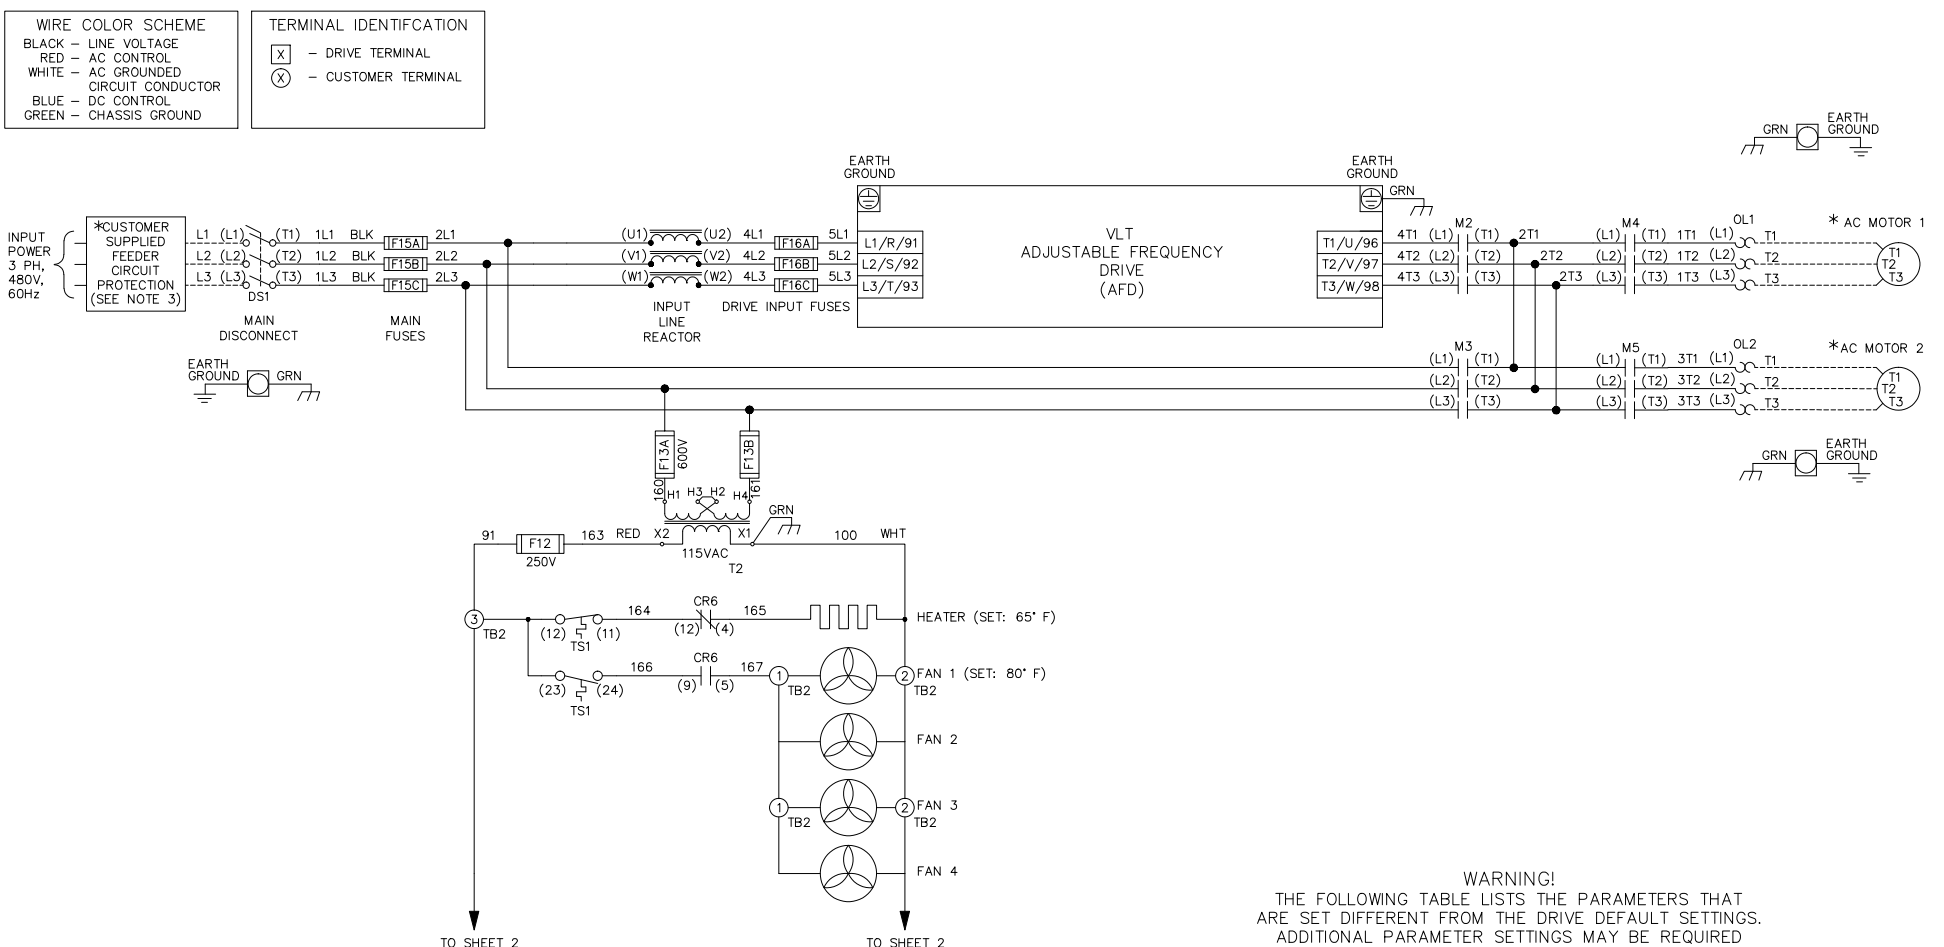 WIRE COLOR SCHEME
BLACK – LINE VOLTAGE
RED – AC CONTROL
WHITE – AC GROUNDED
CIRCUIT CONDUCTOR
BLUE – DC CONTROL
GREEN – CHASSIS GROUND
TERMINAL IDENTIFCATION
X – DRIVE TERMINAL
X – CUSTOMER TERMINAL
GRN
EARTH
GROUND
INPUT
POWER
3 PH,
480V,
60Hz
*CUSTOMER
SUPPLIED
FEEDER
CIRCUIT
PROTECTION
(SEE NOTE 3)
L1 (L1) (T1) 1L1 BLK F15A 2L1
L2 (L2) (T2) 1L2 BLK F15B 2L2
L3 (L3) (T3) 1L3 BLK F15C 2L3
DS1
MAIN
DISCONNECT
MAIN
FUSES
EARTH
GROUND
GRN
(U1) (U2) 4L1 F16A 5L1
(V1) (V2) 4L2 F16B 5L2
(W1) (W2) 4L3 F16C 5L3
INPUT
LINE
REACTOR
DRIVE INPUT FUSES
EARTH
GROUND
EARTH
GROUND
GRN
L1/R/91
L2/S/92
L3/T/93
VLT
ADJUSTABLE FREQUENCY
DRIVE
(AFD)
T1/U/96
T2/V/97
T3/W/98
M2 M4 OL1 * AC MOTOR 1
4T1 (L1) (T1) 2T1 (L1) (T1) 1T1 (L1) T1
4T2 (L2) (T2) 2T2 (L2) (T2) 1T2 (L2) T2
4T3 (L3) (T3) 2T3 (L3) (T3) 1T3 (L3) T3
T1
T2
T3
M3 M5 OL2 *AC MOTOR 2
(L1) (T1) (L1) (T1) 3T1 (L1) T1
(L2) (T2) (L2) (T2) 3T2 (L2) T2
(L3) (T3) (L3) (T3) 3T3 (L3) T3
T1
T2
T3
GRN
EARTH
GROUND
F13A
600V
F13B
160
161
H1 H3 H2 H4
GRN
91 F12 163 RED X2 X1 100 WHT
250V
115VAC
T2
3
TB2
(12) (11)
TS1
164
CR6
(12) (4)
165
HEATER (SET: 65° F)
(23) (24)
TS1
166
CR6
(9) (5)
167
1
TB2
2
TB2
FAN 1 (SET: 80° F)
FAN 2
1
TB2
2
TB2
FAN 3
FAN 4
TO SHEET 2
TO SHEET 2
WARNING!
THE FOLLOWING TABLE LISTS THE PARAMETERS THAT
ARE SET DIFFERENT FROM THE DRIVE DEFAULT SETTINGS.
ADDITIONAL PARAMETER SETTINGS MAY BE REQUIRED